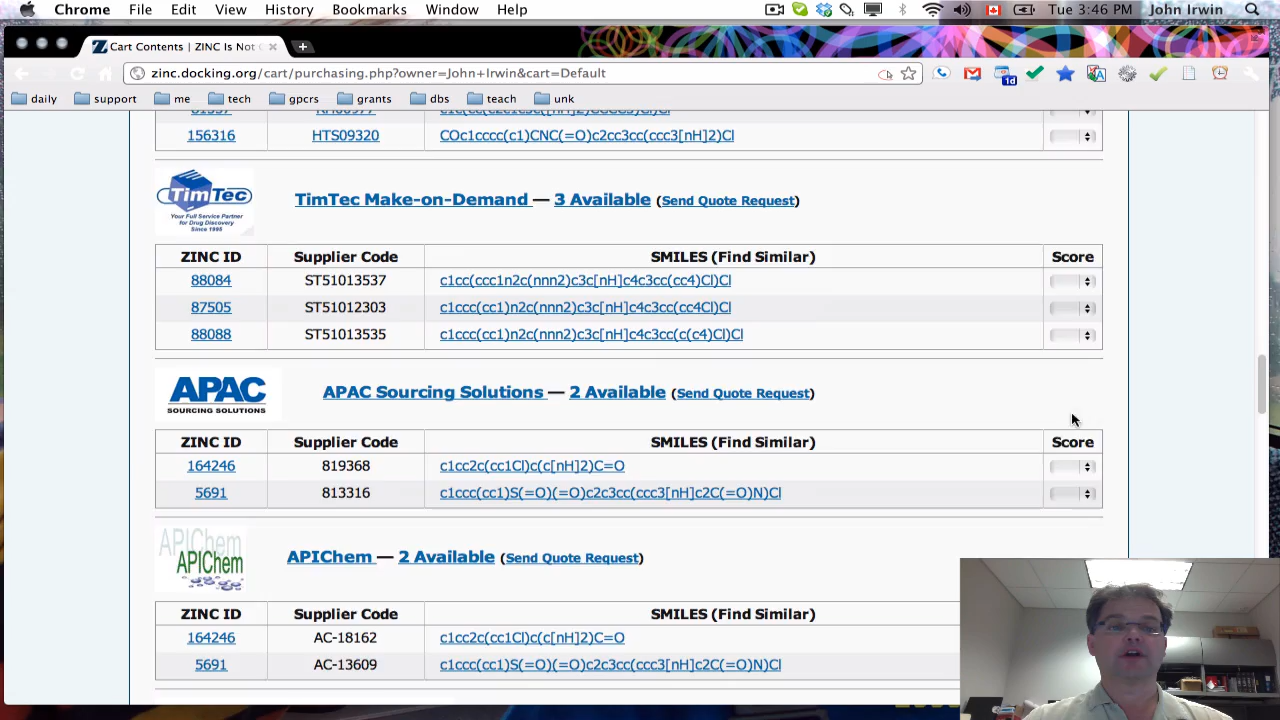 Chrome File Edit View History Bookmarks Window Help Tue 3:46 PM John Irwin
Cart Contents | ZINC Is Not
zinc.docking.org/cart/purchasing.php?owner=John+Irwin&cart=Default
1d
daily support me tech gpcrs grants dbs teach unk
156316 HTS09320 COc1cccc(c1)CNC(=O)c2cc3cc(ccc3[nH]2)Cl
TimTec
Your Full Service Partner
for Drug Discovery
Since 1995
TimTec Make-on-Demand — 3 Available (Send Quote Request)
ZINC ID Supplier Code SMILES (Find Similar) Score
88084 ST51013537 c1cc(ccc1n2c(nnn2)c3c[nH]c4c3cc(cc4)Cl)Cl
87505 ST51012303 c1ccc(cc1)n2c(nnn2)c3c[nH]c4c3cc(cc4Cl)Cl
88088 ST51013535 c1ccc(cc1)n2c(nnn2)c3c[nH]c4c3cc(c(c4)Cl)Cl
APAC
SOURCING SOLUTIONS
APAC Sourcing Solutions — 2 Available (Send Quote Request)
ZINC ID Supplier Code SMILES (Find Similar) Score
164246 819368 c1cc2c(cc1Cl)c(c[nH]2)C=O
5691 813316 c1ccc(cc1)S(=O)(=O)c2c3cc(ccc3[nH]c2C(=O)N)Cl
APIChem
APIChem
APIChem — 2 Available (Send Quote Request)
ZINC ID Supplier Code SMILES (Find Similar)
164246 AC-18162 c1cc2c(cc1Cl)c(c[nH]2)C=O
5691 AC-13609 c1ccc(cc1)S(=O)(=O)c2c3cc(ccc3[nH]c2C(=O)N)Cl